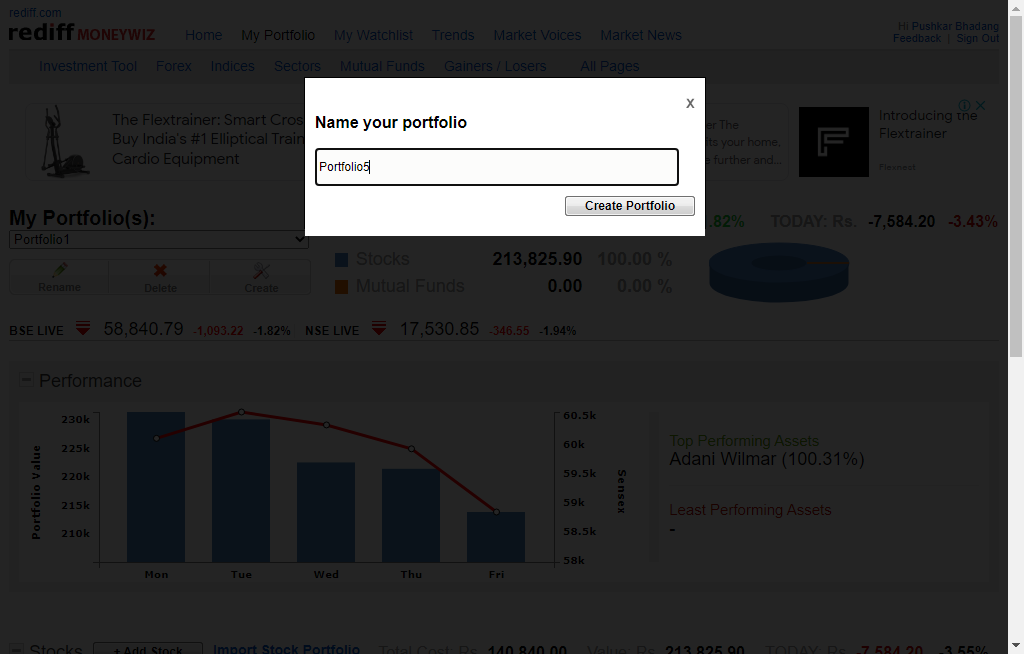 rediff.com
rediff MONEYWIZ
Home My Portfolio My Watchlist Trends Market Voices Market News
Hi Pushkar Bhadang
Feedback | Sign Out
Investment Tool Forex Indices Sectors Mutual Funds Gainers / Losers All Pages
X
Name your portfolio
Portfolio5
Create Portfolio
The Flextrainer: Smart Cros
Buy India's #1 Elliptical Train
Cardio Equipment
er The
ts your home,
e further and...
Introducing the
Flextrainer
Flexnest
My Portfolio(s):
Portfolio1
Rename Delete Create
.82% TODAY: Rs. -7,584.20 -3.43%
Stocks 213,825.90 100.00 %
Mutual Funds 0.00 0.00 %
BSE LIVE 58,840.79 -1,093.22 -1.82% NSE LIVE 17,530.85 -346.55 -1.94%
Performance
Portfolio Value
230k
225k
220k
215k
210k
Mon Tue Wed Thu Fri
60.5k
60k
59.5k
59k
58.5k
58k
Sensex
Top Performing Assets
Adani Wilmar (100.31%)
Least Performing Assets
-
Stocks + Add Stock Import Stock Portfolio Total Cost: Rs. 140,840.00 Value: Rs. 213,825.90 TODAY: Rs. -7,584.20 -3.55%